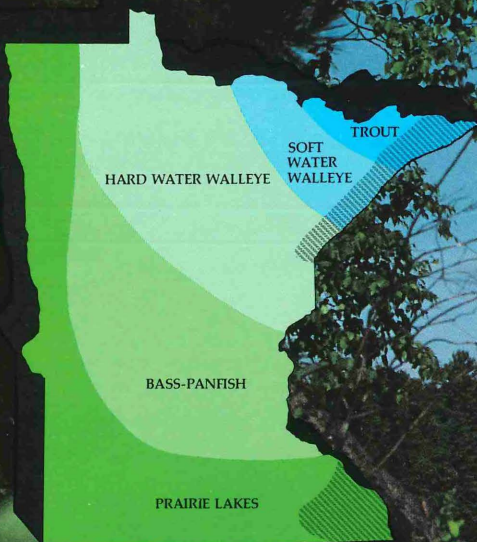 TROUT
SOFT
WATER
WALLEYE
HARD WATER WALLEYE
BASS-PANFISH
PRAIRIE LAKES